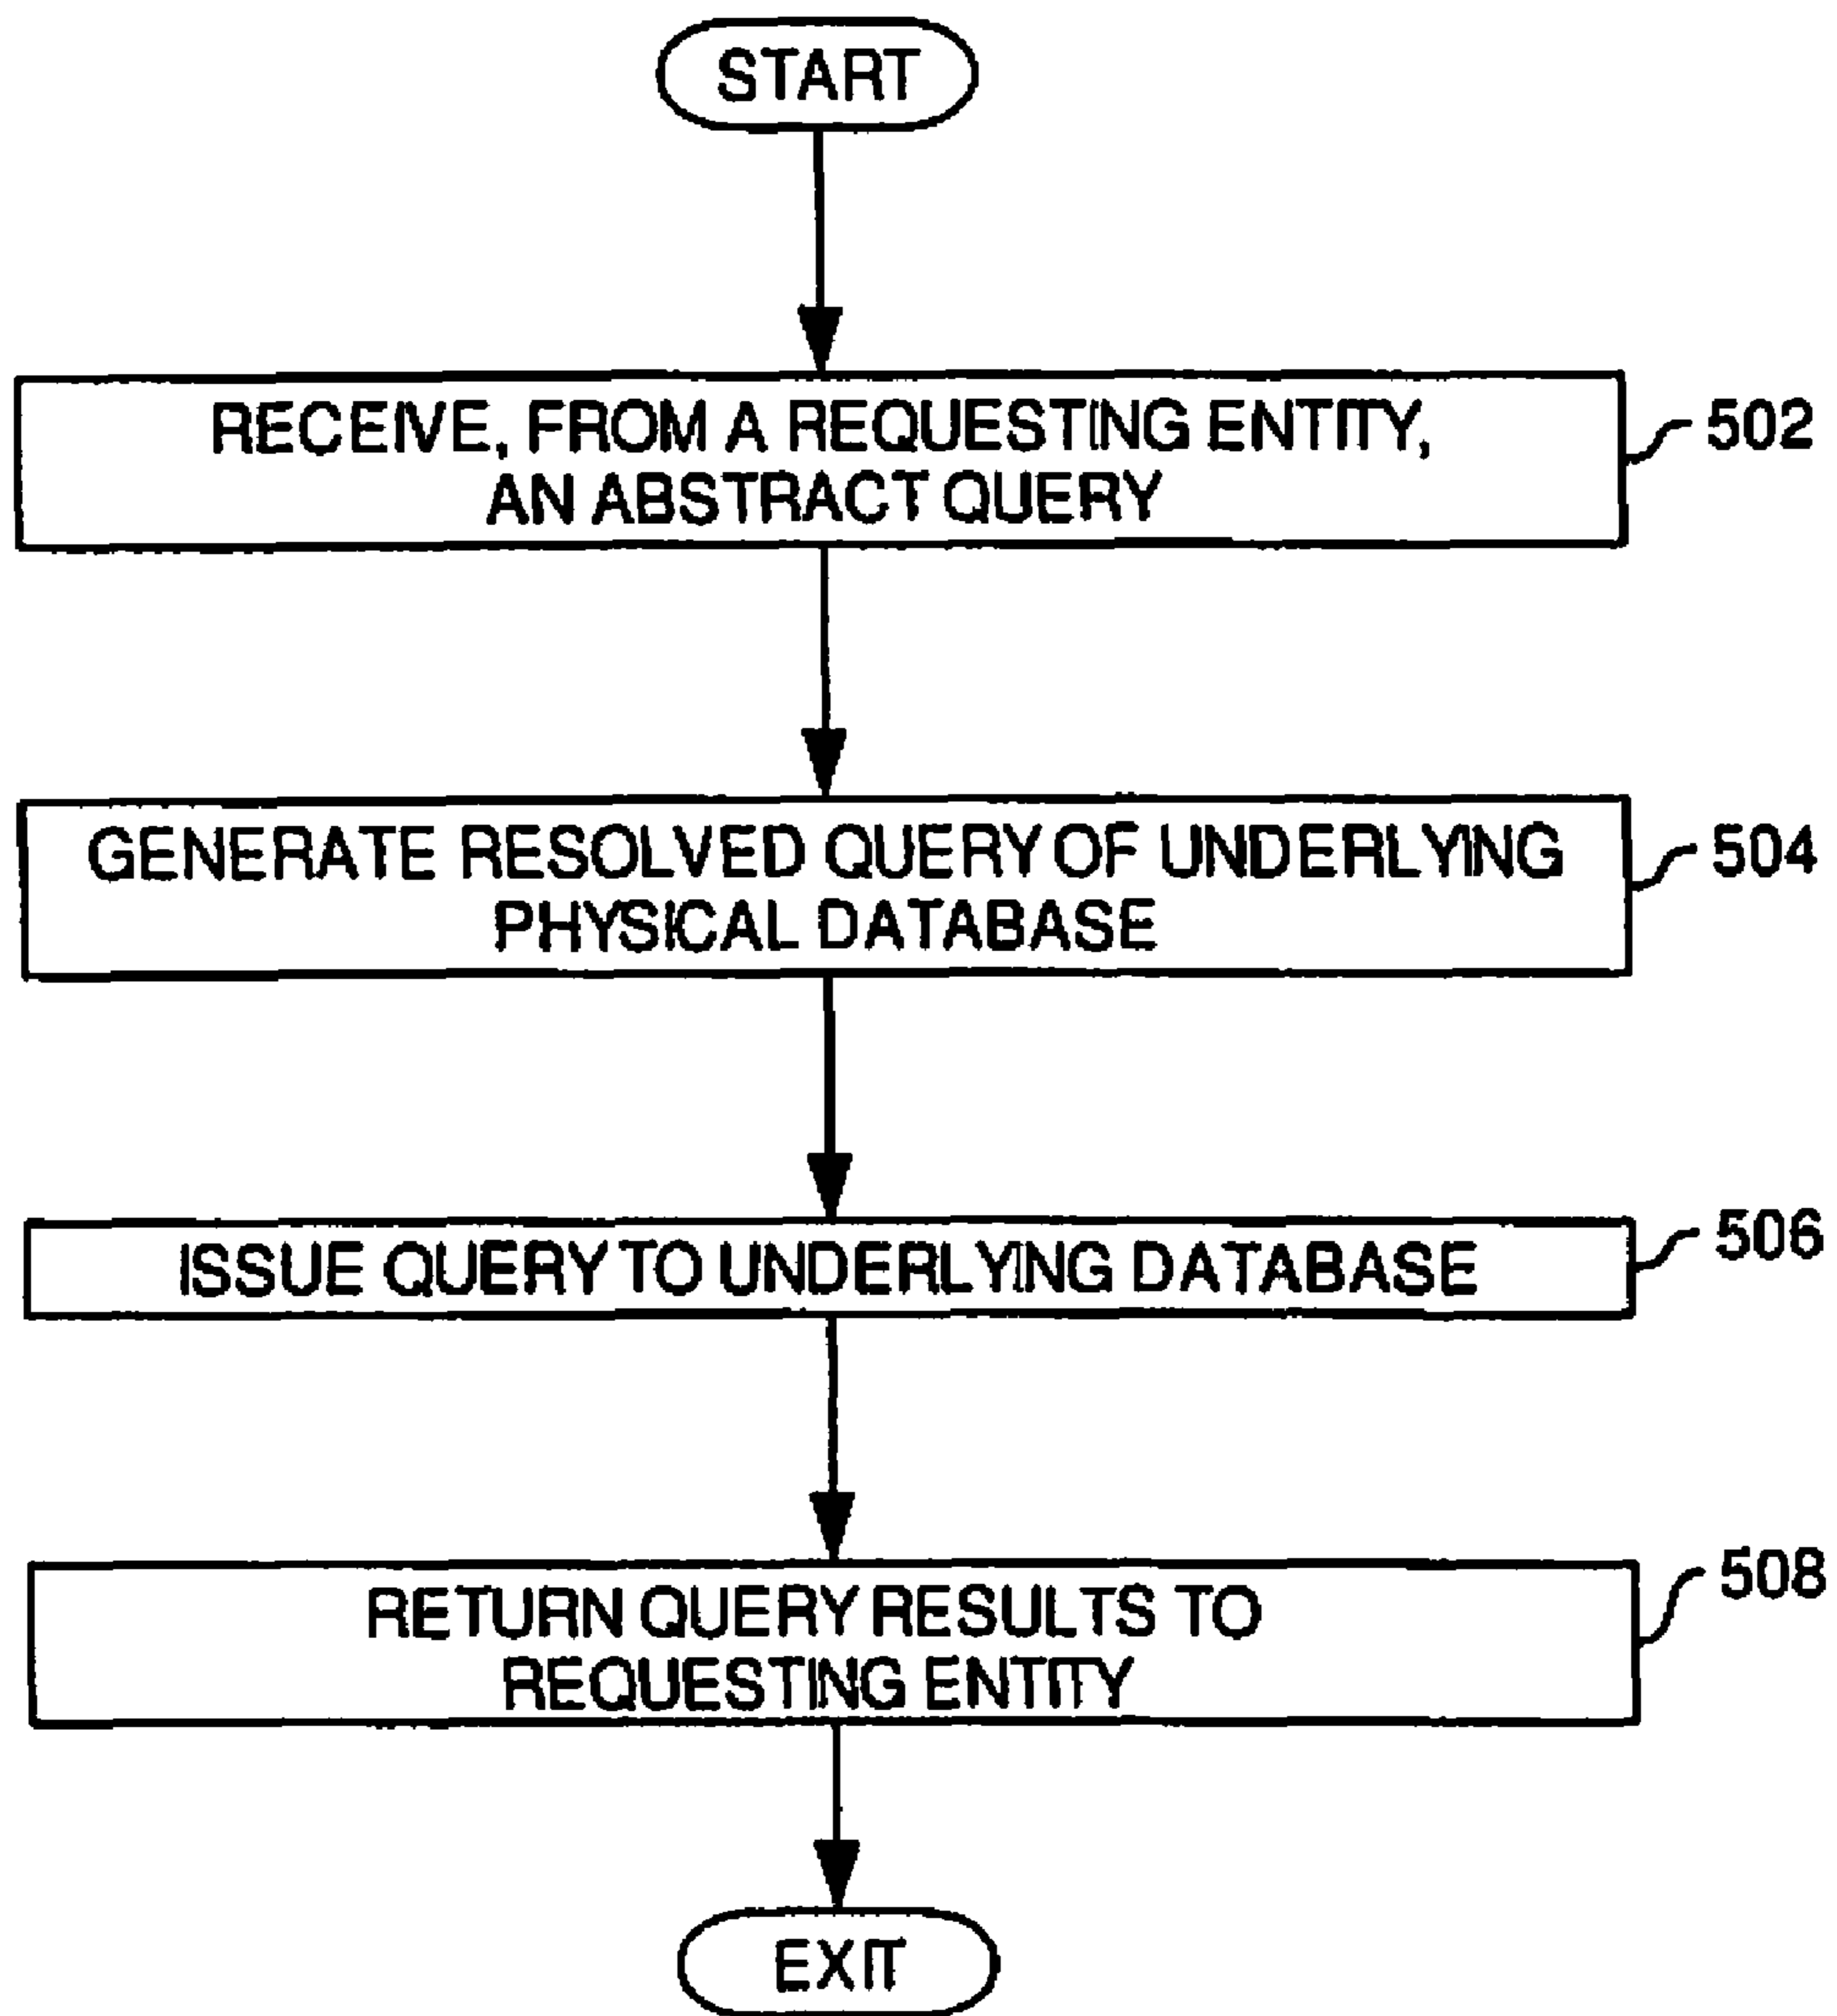 START
RECEIVE, FROM A REQUESTING ENTITY,
AN ABSTRACT QUERY
502
GENERATE RESOLVED QUERY OF UNDERLYING
PHYSICAL DATABASE
504
ISSUE QUERY TO UNDERLYING DATABASE
506
RETURN QUERY RESULTS TO
REQUESTING ENTITY
508
EXIT